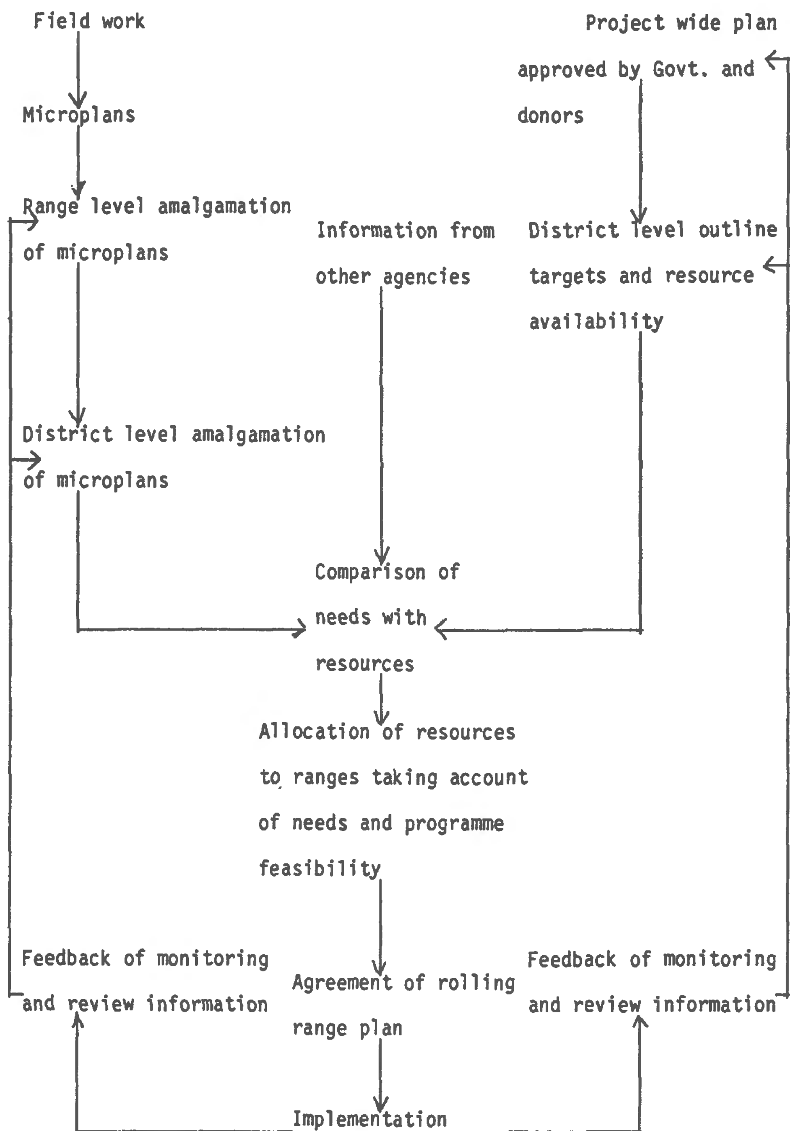 Field work
Project wide plan
approved by Govt. and
donors
Microplans
Range level amalgamation
of microplans
Information from
other agencies
District level outline
targets and resource
availability
District level amalgamation
of microplans
Comparison of
needs with
resources
Allocation of resources
to ranges taking account
of needs and programme
feasibility
Feedback of monitoring
and review information
Agreement of rolling
range plan
Feedback of monitoring
and review information
Implementation